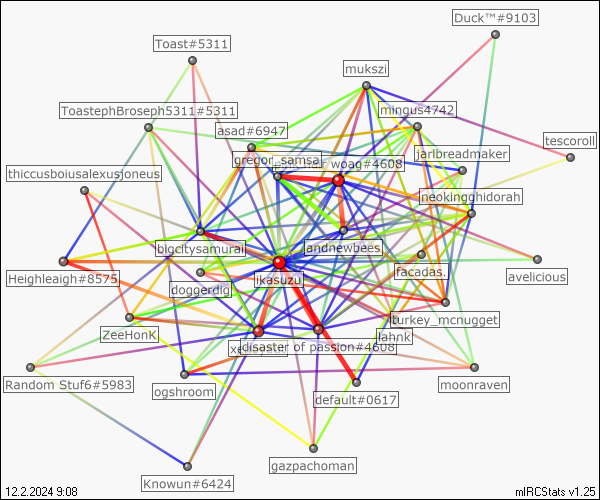 Duck™#9103
Toast#5311
mukszi
ToastephBroseph5311#5311
mingus4742
asad#6947
tescoroll
gregor_samsa
woag#4608
jarlbreadmaker
thiccusboiusalexusjoneus
neokingghidorah
bigcitysamurai
andnewbees
Heighleaigh#8575
doggerdig
ikasuzu
facadas.
avelicious
turkey_mcnugget
ZeeHonK
lahnk
disaster of passion#4608
Random Stuf6#5983
ogshroom
default#0617
moonraven
gazpachoman
Knowun#6424
12.2.2024 9:08
mIRCStats v1.25